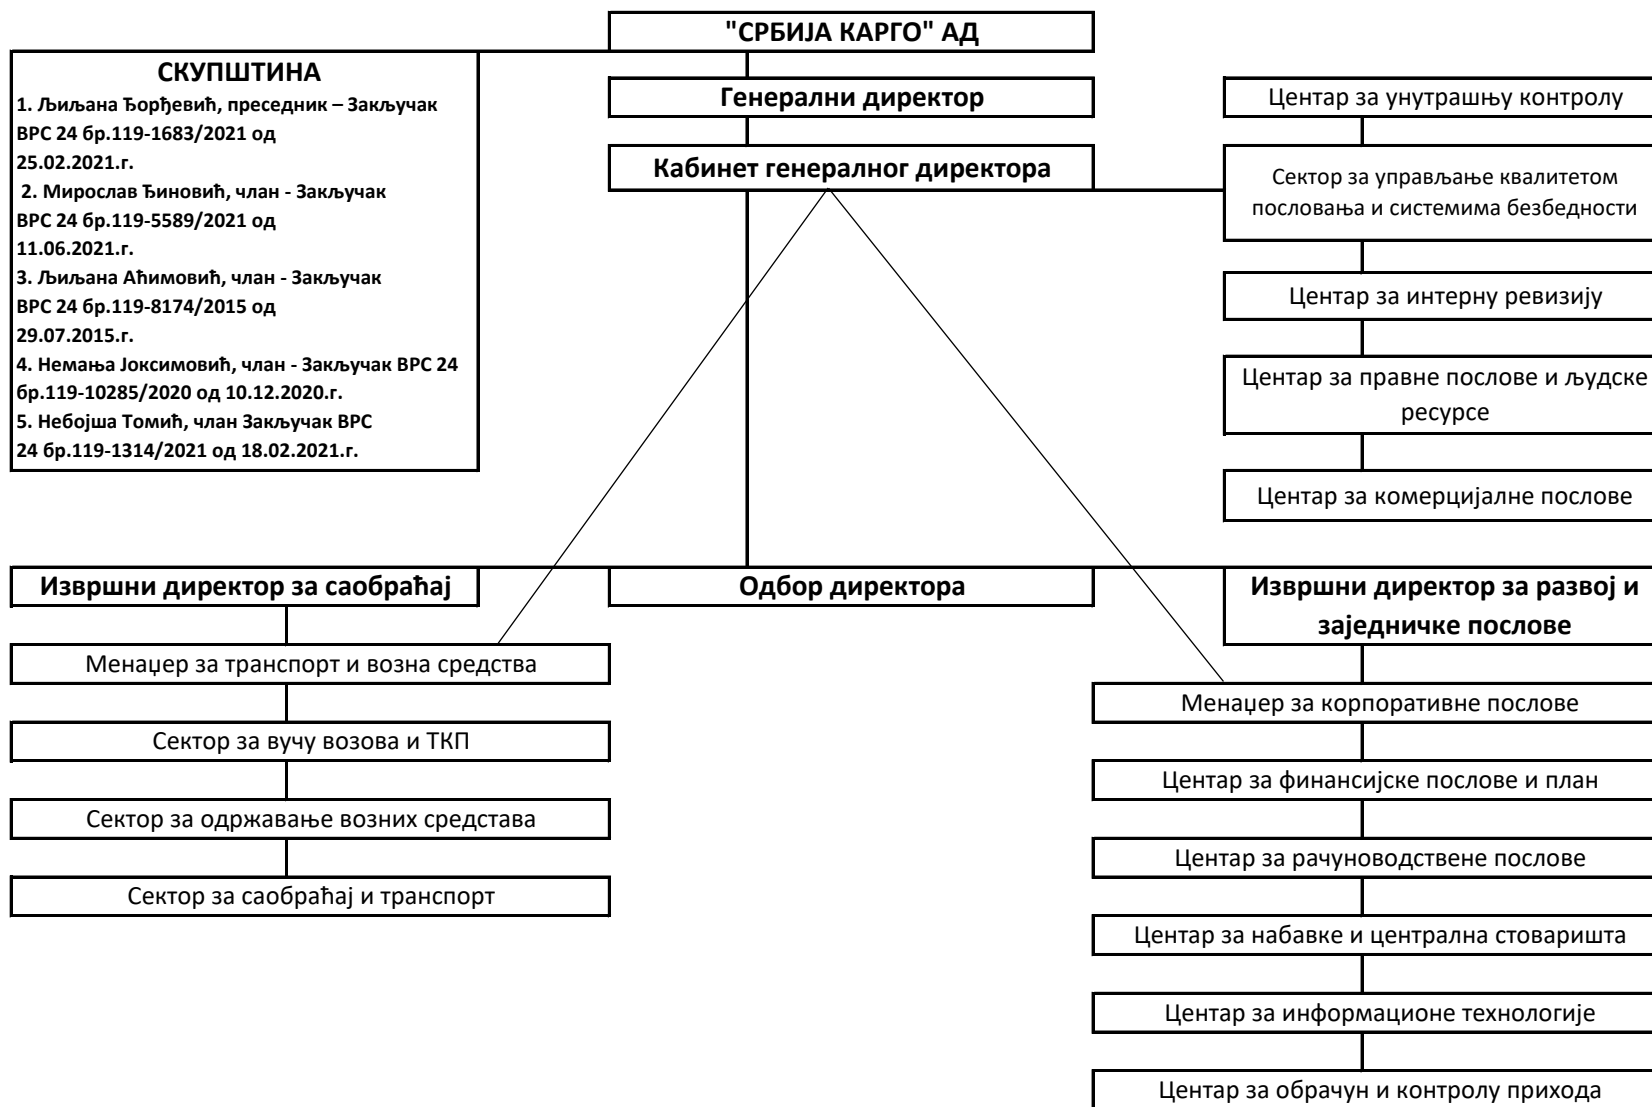 "СРБИЈА КАРГО" АД
СКУПШТИНА
1. Љиљана Ђорђевић, преседник – Закључак
ВРС 24 бр.119-1683/2021 од
25.02.2021.г.
2. Мирослав Ђиновић, члан - Закључак
ВРС 24 бр.119-5589/2021 од
11.06.2021.г.
3. Љиљана Аћимовић, члан - Закључак
ВРС 24 бр.119-8174/2015 од
29.07.2015.г.
4. Немања Јоксимовић, члан - Закључак ВРС 24
бр.119-10285/2020 од 10.12.2020.г.
5. Небојша Томић, члан Закључак ВРС
24 бр.119-1314/2021 од 18.02.2021.г.
Генерални директор
Кабинет генералног директора
Центар за унутрашњу контролу
Сектор за управљање квалитетом
пословања и системима безбедности
Центар за интерну ревизију
Центар за правне послове и људске
ресурсе
Центар за комерцијалне послове
Извршни директор за саобраћај
Менаџер за транспорт и возна средства
Сектор за вучу возова и ТКП
Сектор за одржавање возних средстава
Сектор за саобраћај и транспорт
Одбор директора
Извршни директор за развој и
заједничке послове
Менаџер за корпоративне послове
Центар за финансијске послове и план
Центар за рачуноводствене послове
Центар за набавке и централна стоваришта
Центар за информационе технологије
Центар за обрачун и контролу прихода